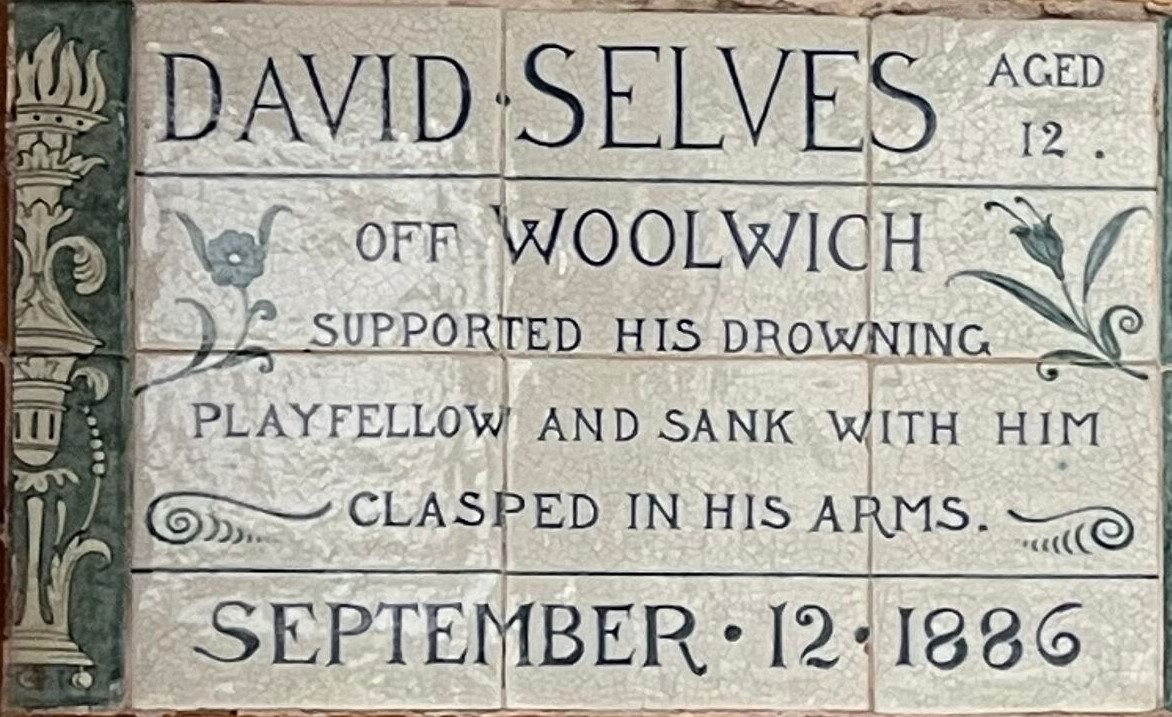 DAVID · SELVES AGED 12 .
OFF WOOLWICH
SUPPORTED HIS DROWNING
PLAYFELLOW AND SANK WITH HIM
CLASPED IN HIS ARMS.
SEPTEMBER · 12 · 1886